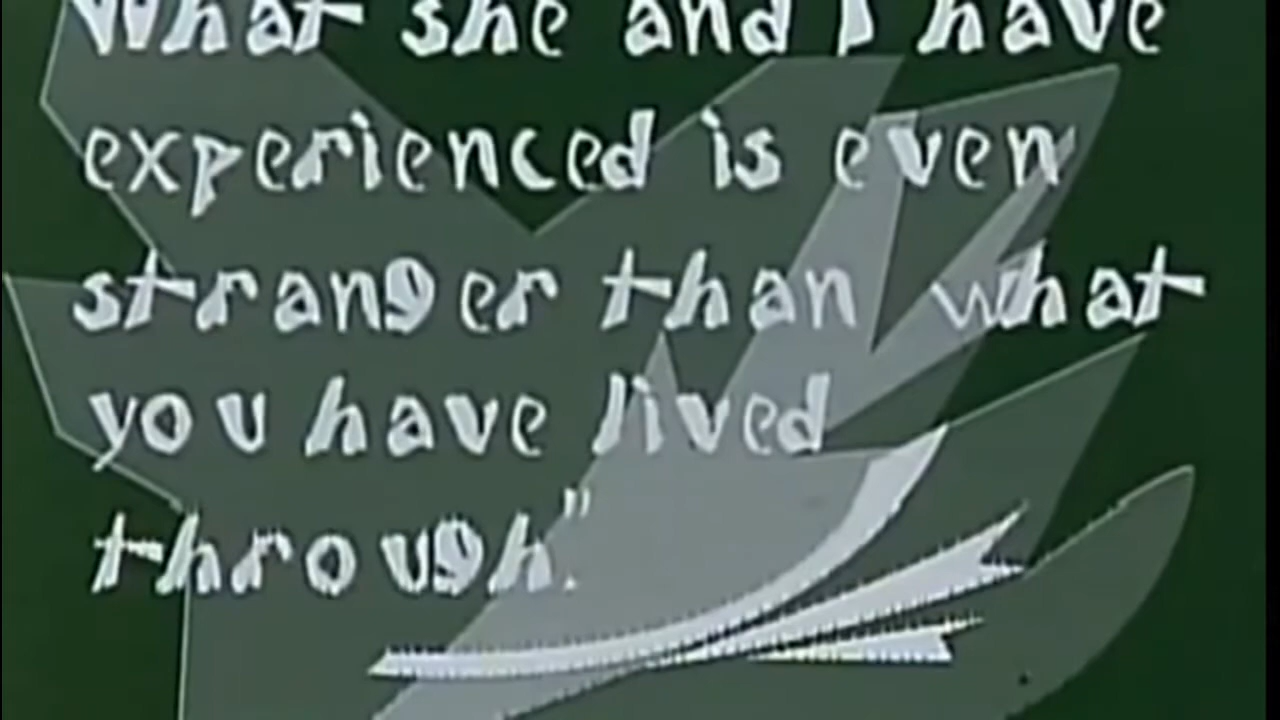 What she and I have
experienced is even
stranger than what
you have lived
through."